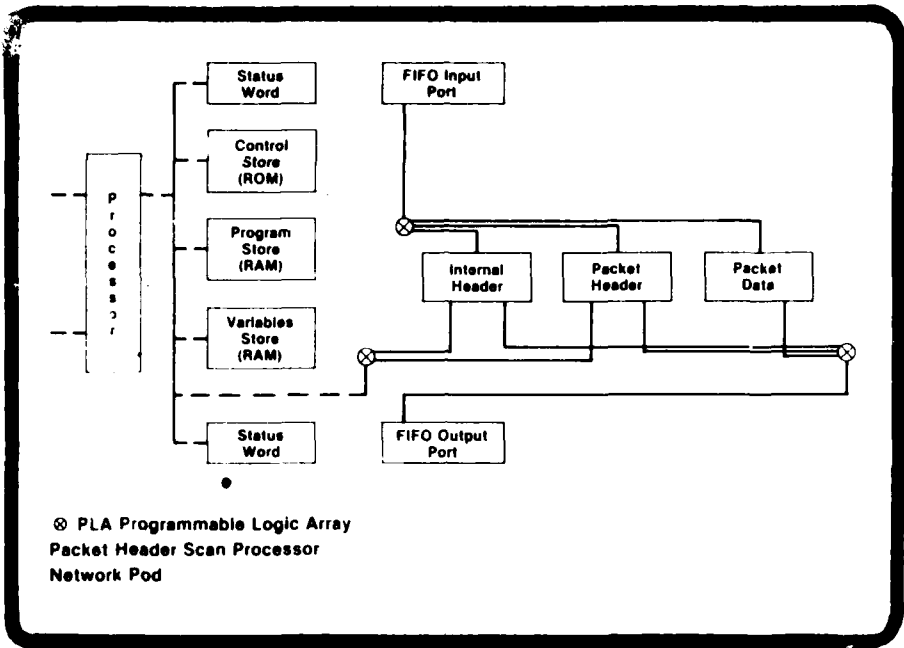 Status
Word
FIFO Input
Port
Control
Store
(ROM)
Processor
Program
Store
(RAM)
Internal
Header
Packet
Header
Packet
Data
Variables
Store
(RAM)
Status
Word
FIFO Output
Port
⊗ PLA Programmable Logic Array
Packet Header Scan Processor
Network Pod